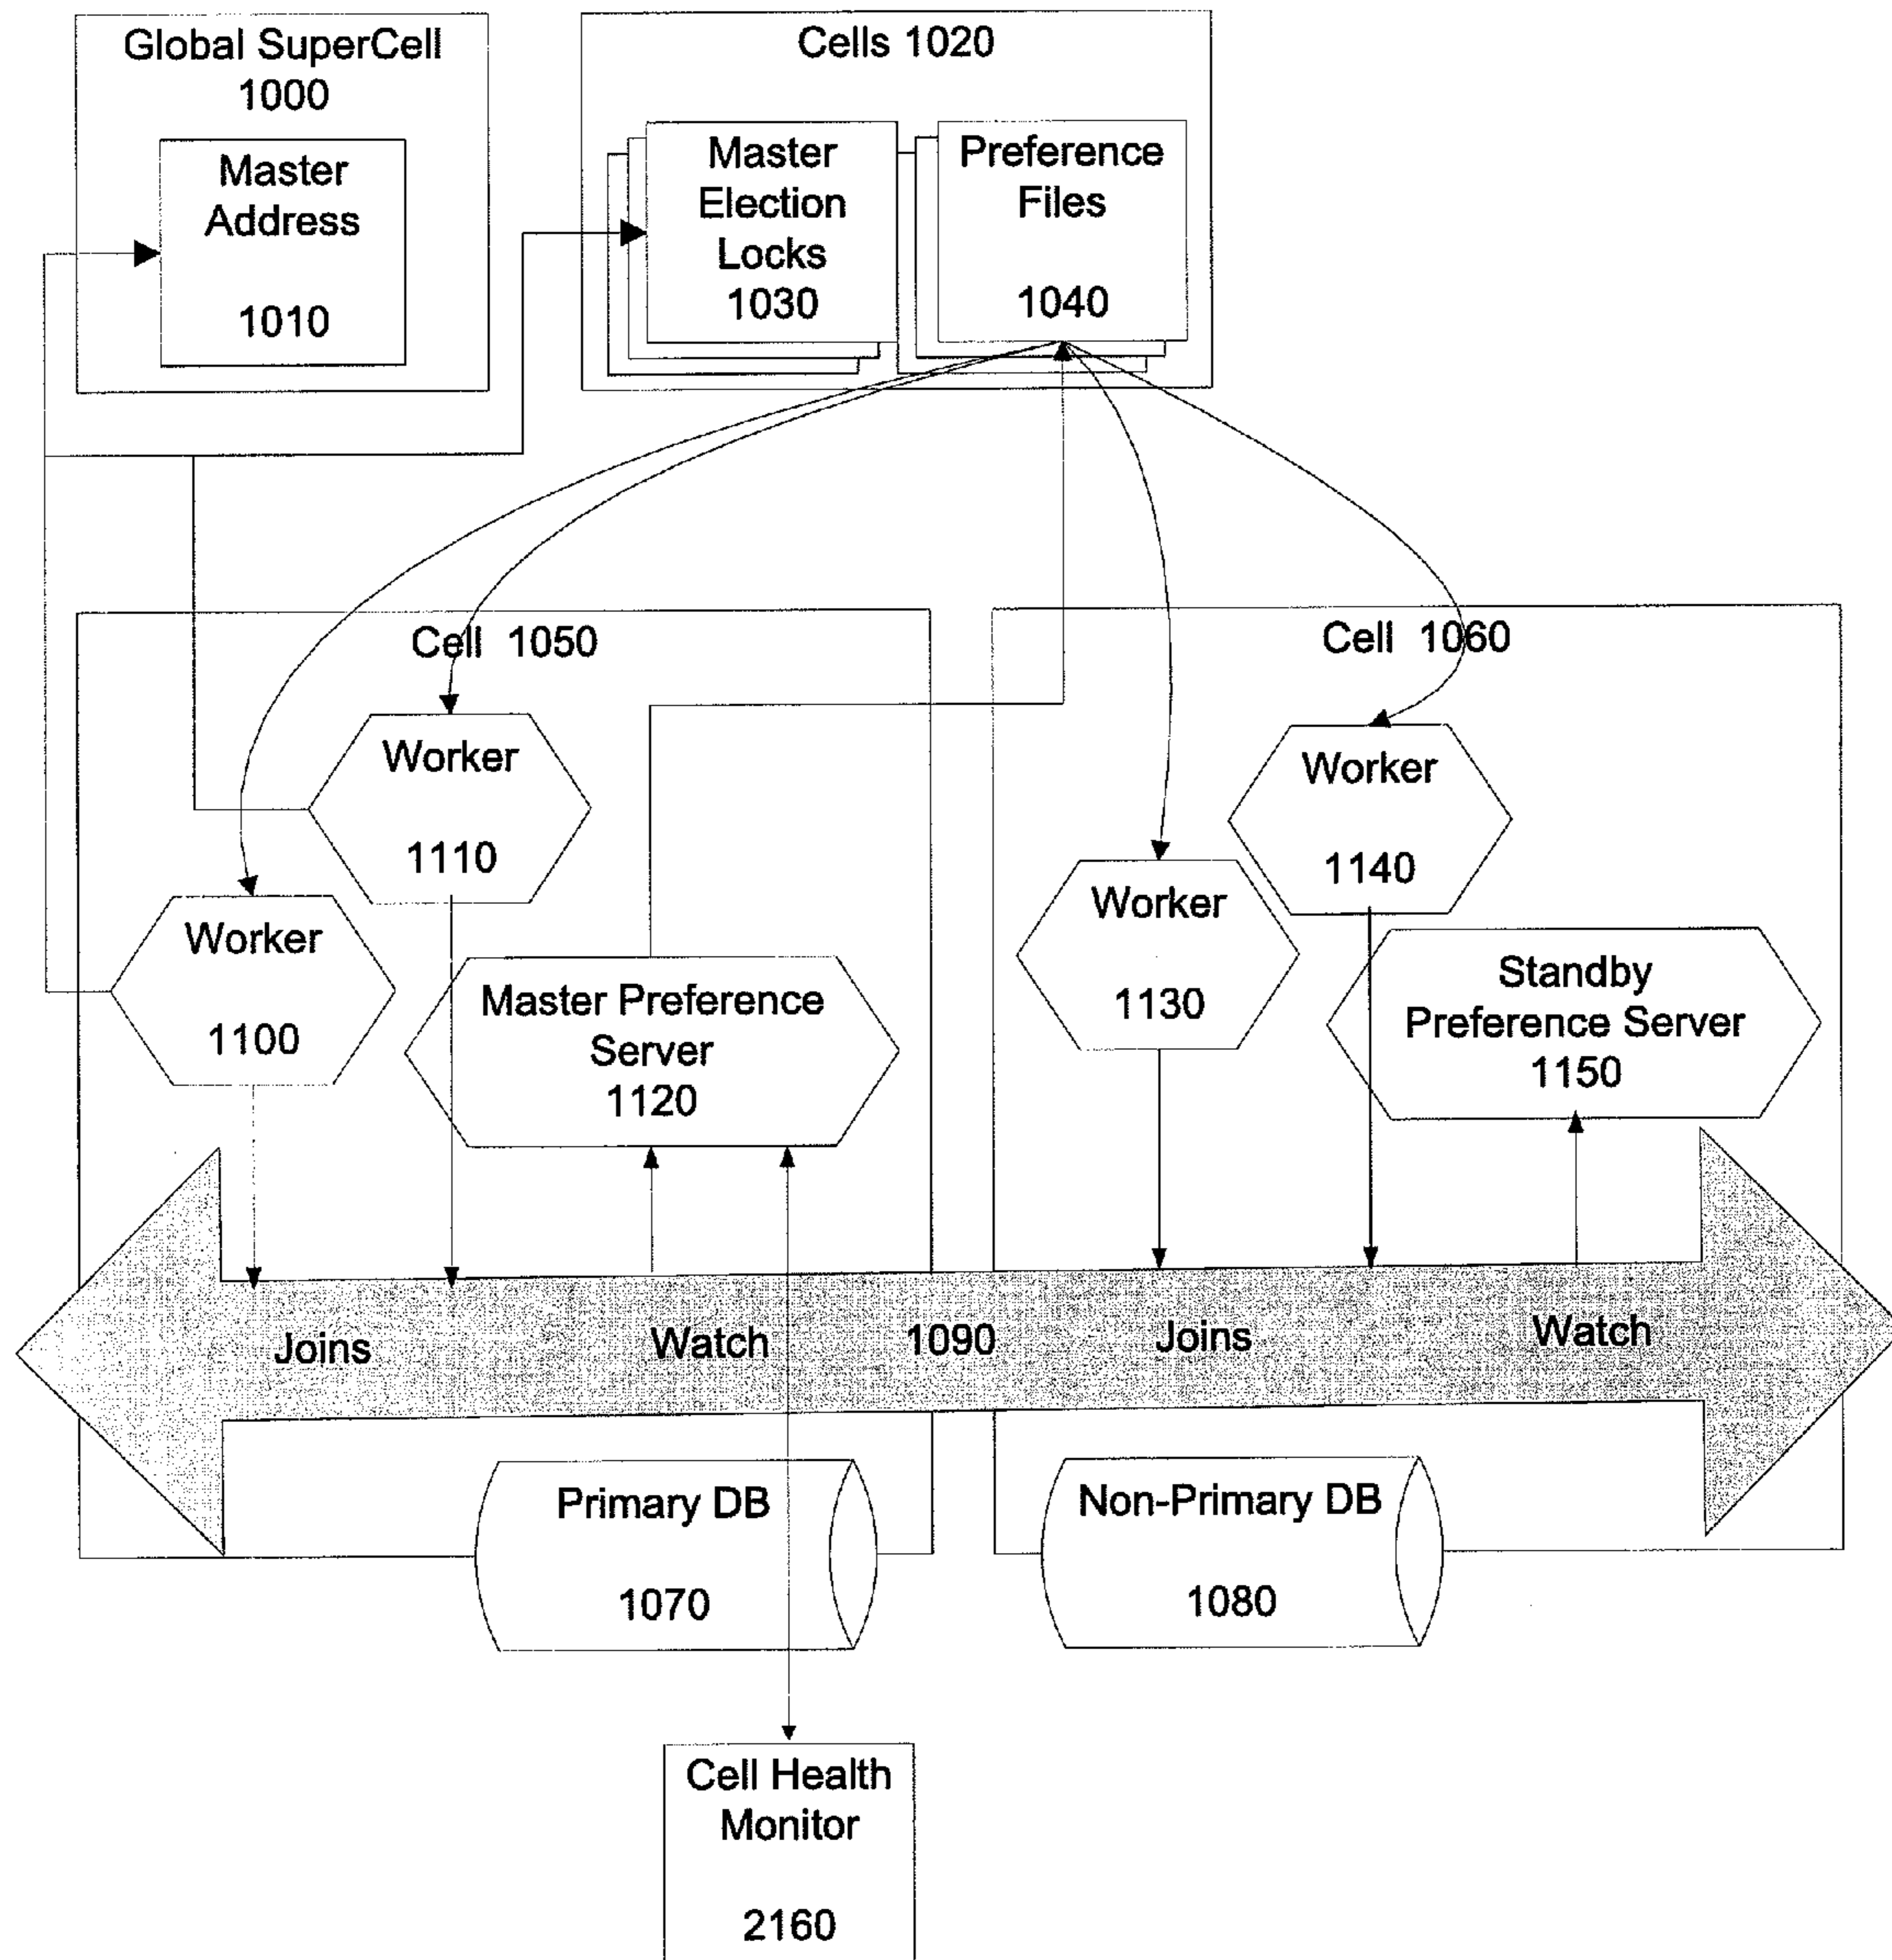 Global SuperCell
1000
Master
Address
1010
Cells 1020
Master
Election
Locks
1030
Preference
Files
1040
Cell 1050
Cell 1060
Worker
1110
Worker
1140
Worker
1100
Worker
1130
Master Preference
Server
1120
Standby
Preference Server
1150
Joins
Watch
1090
Joins
Watch
Primary DB
1070
Non-Primary DB
1080
Cell Health
Monitor
2160